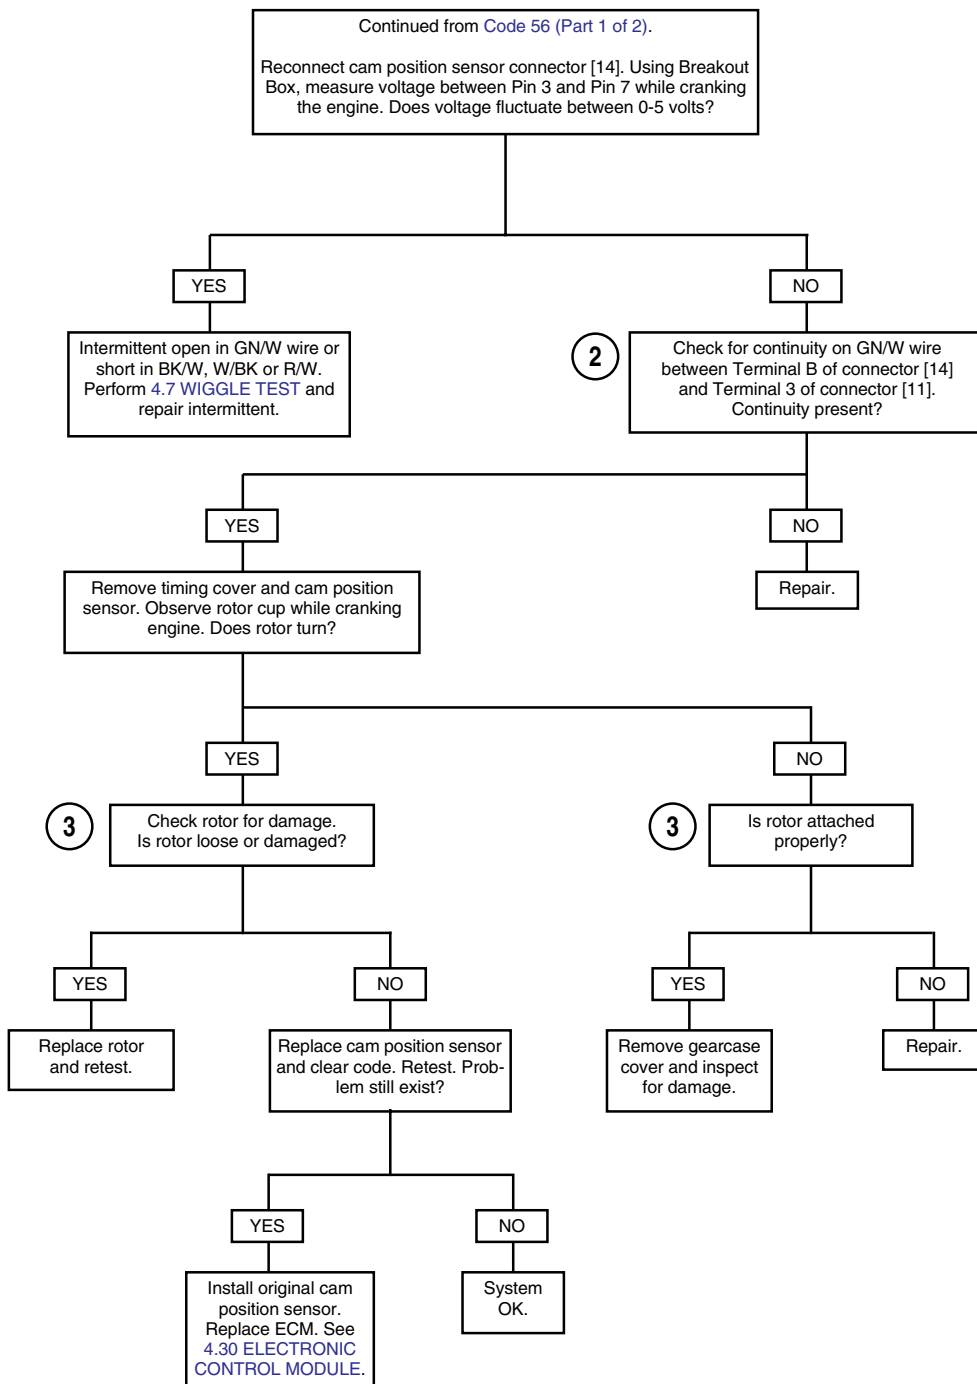 Continued from Code 56 (Part 1 of 2).
Reconnect cam position sensor connector [14]. Using Breakout
Box, measure voltage between Pin 3 and Pin 7 while cranking
the engine. Does voltage fluctuate between 0-5 volts?
YES
NO
Intermittent open in GN/W wire or
short in BK/W, W/BK or R/W.
Perform 4.7 WIGGLE TEST and
repair intermittent.
2
Check for continuity on GN/W wire
between Terminal B of connector [14]
and Terminal 3 of connector [11].
Continuity present?
YES
NO
Remove timing cover and cam position
sensor. Observe rotor cup while cranking
engine. Does rotor turn?
Repair.
YES
NO
3
Check rotor for damage.
Is rotor loose or damaged?
3
Is rotor attached
properly?
YES
NO
YES
NO
Replace rotor
and retest.
Replace cam position sensor
and clear code. Retest. Prob-
lem still exist?
Remove gearcase
cover and inspect
for damage.
Repair.
YES
NO
Install original cam
position sensor.
Replace ECM. See
4.30 ELECTRONIC
CONTROL MODULE.
System
OK.